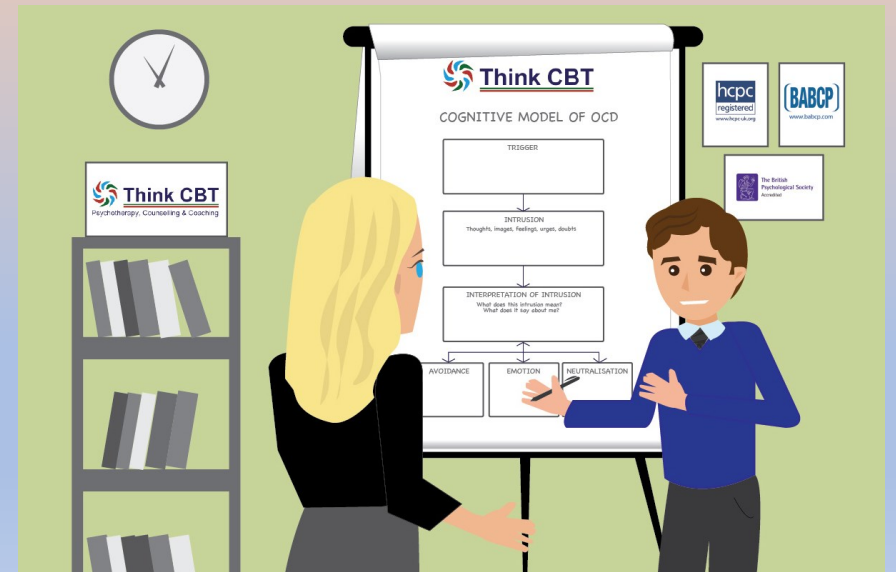 Think CBT
COGNITIVE MODEL OF OCD
TRIGGER
INTRUSION
Thoughts, images, feelings, urges, doubts
INTERPRETATION OF INTRUSION
What does this intrusion mean?
What does it say about me?
AVOIDANCE
EMOTION
NEUTRALISATION
Think CBT
Psychotherapy, Counselling & Coaching
hcpc
registered
www.hcpc-uk.org
(BABCP)
www.babcp.com
The British
Psychological Society
Accredited